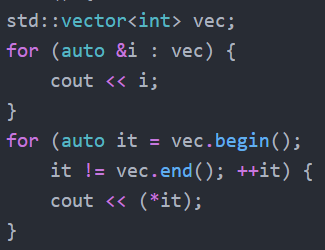 std::vector<int> vec;
for (auto &i : vec) {
    cout << i;
}
for (auto it = vec.begin();
    it != vec.end(); ++it) {
    cout << (*it);
}